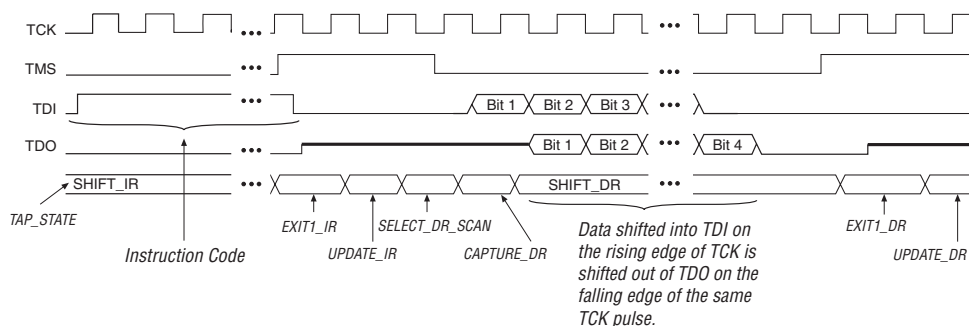 TCK
•••
•••
TMS
•••
•••
TDI
•••
Bit 1
Bit 2
Bit 3
•••
TDO
•••
Bit 1
Bit 2
•••
Bit 4
SHIFT_IR
•••
SHIFT_DR
•••
TAP_STATE
EXIT1_IR
SELECT_DR_SCAN
EXIT1_DR
Instruction Code
UPDATE_IR
CAPTURE_DR
UPDATE_DR
Data shifted into TDI on
the rising edge of TCK is
shifted out of TDO on the
falling edge of the same
TCK pulse.